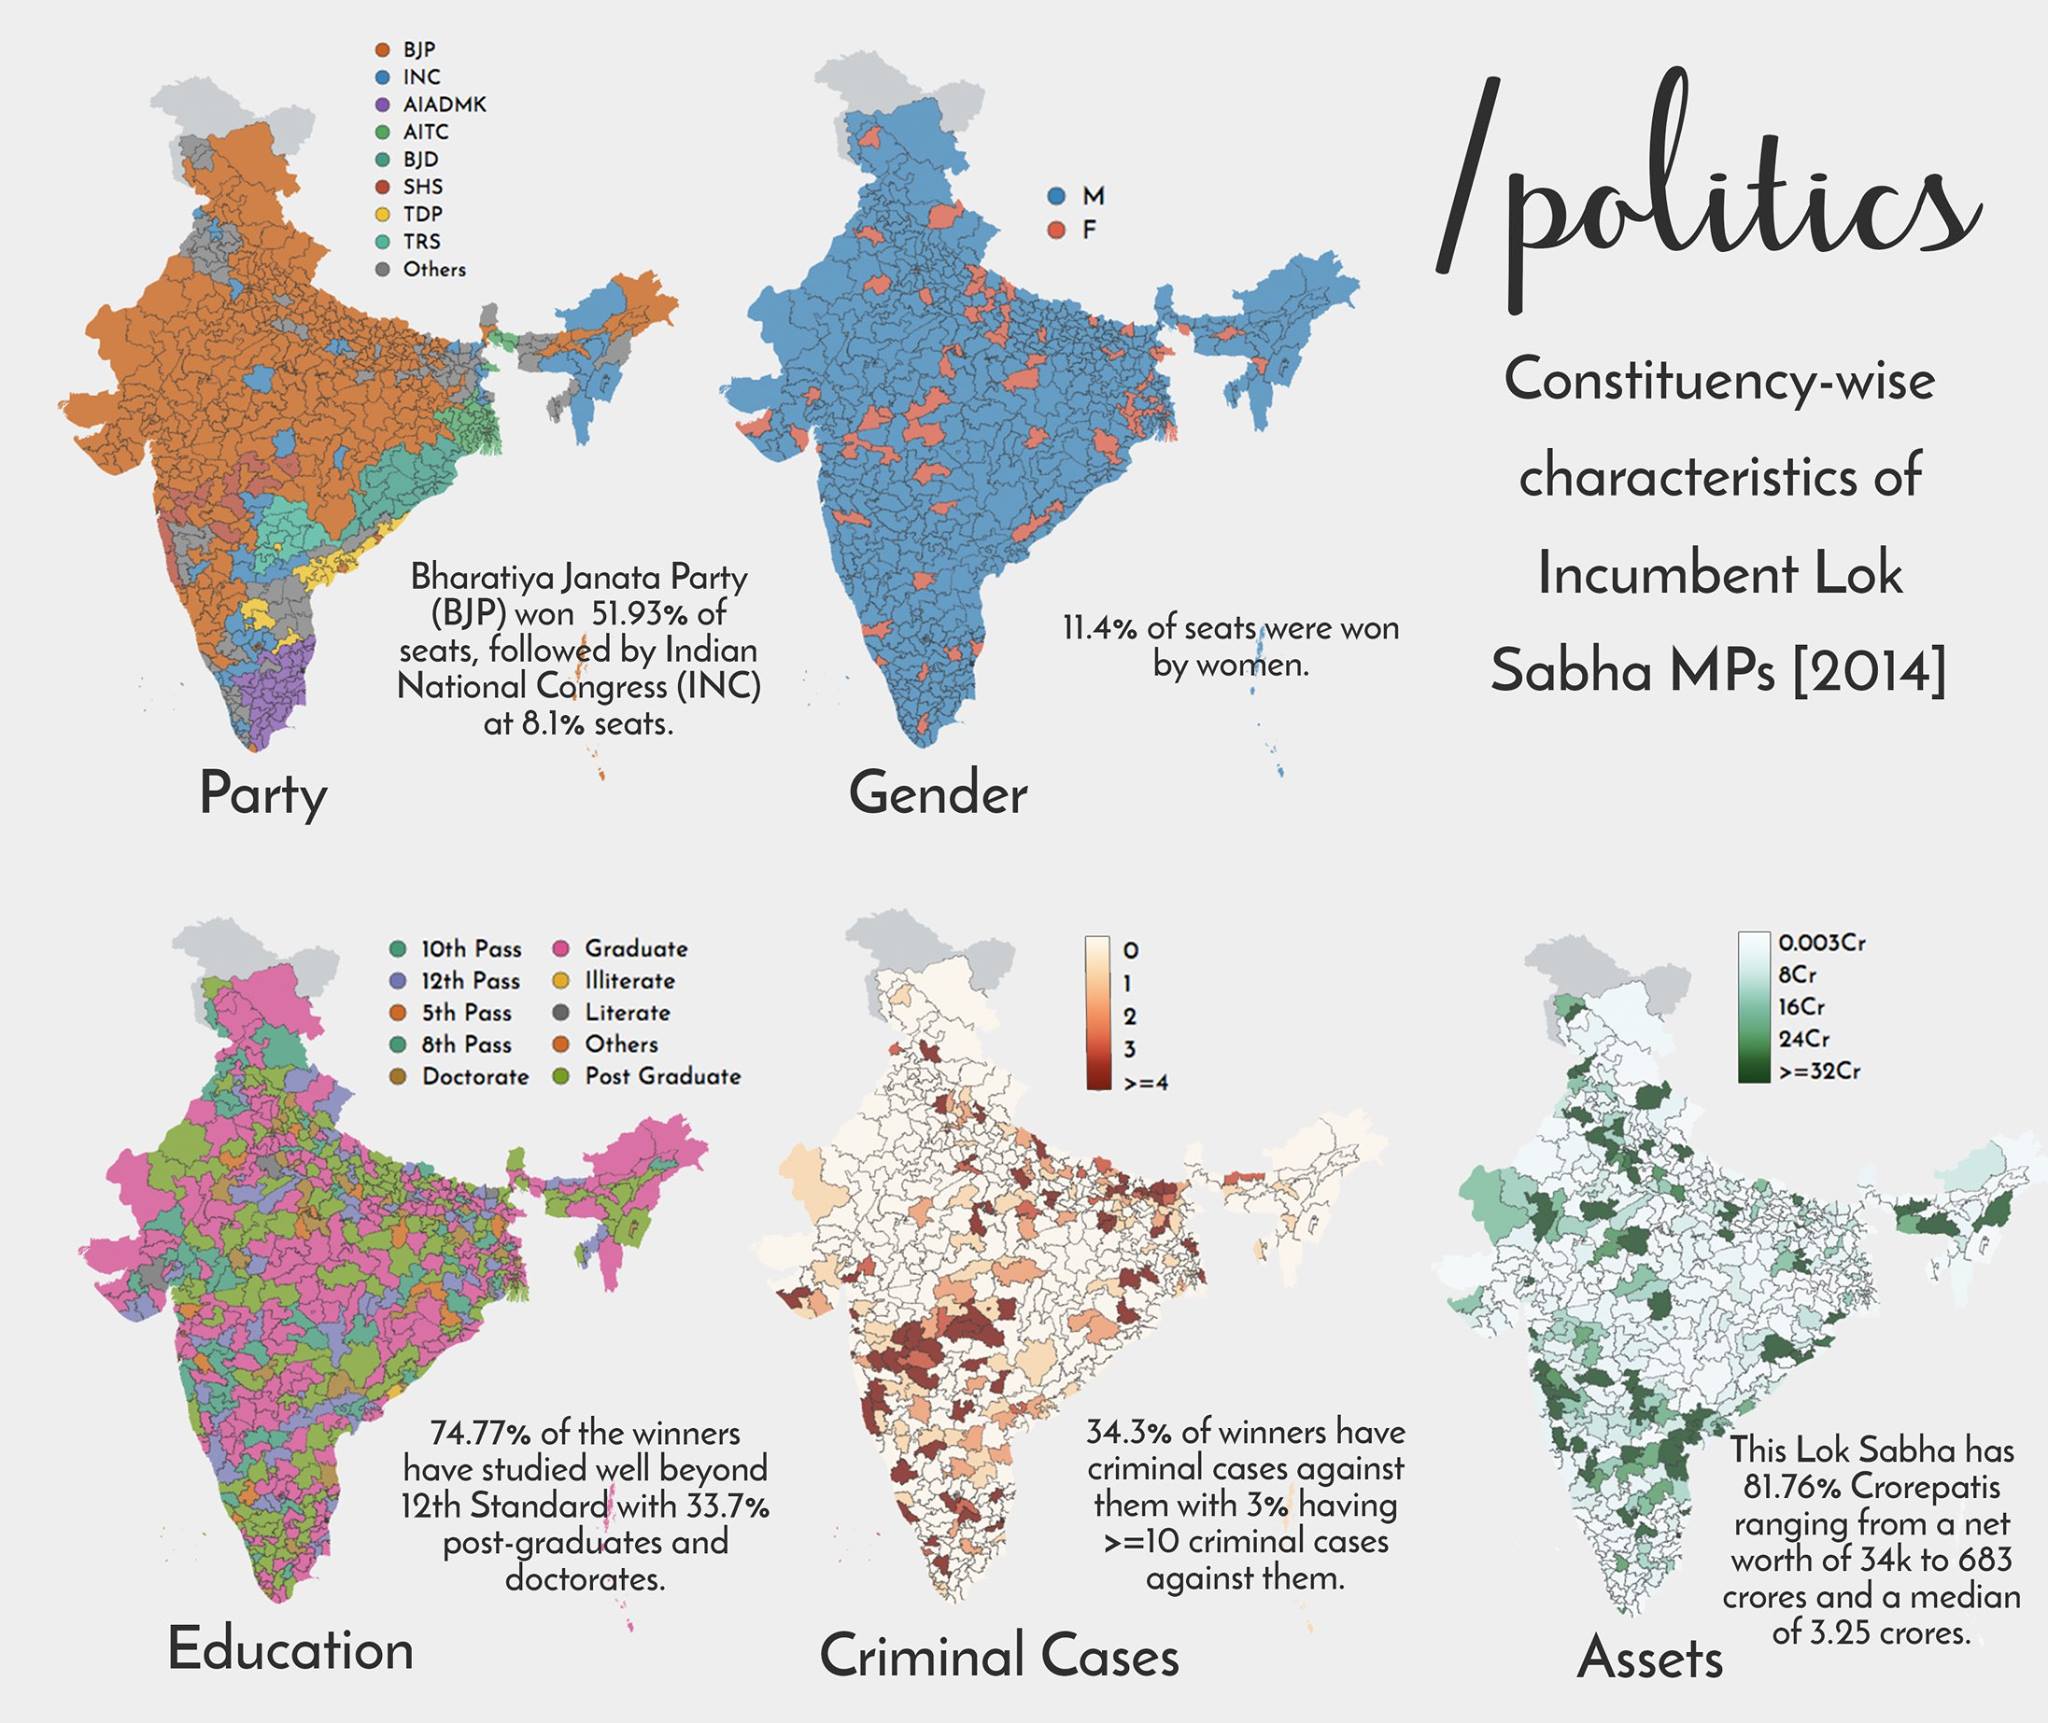 BJP
INC
AIADMK
AITC
BJD
SHS
TDP
TRS
Others
Bharatiya Janata Party
(BJP) won 51.93% of
seats, followed by Indian
National Congress (INC)
at 8.1% seats.
Party
M
F
11.4% of seats were won
by women.
Gender
/politics
Constituency-wise
characteristics of
Incumbent Lok
Sabha MPs [2014]
10th Pass
12th Pass
5th Pass
8th Pass
Doctorate
Graduate
Illiterate
Literate
Others
Post Graduate
74.77% of the winners
have studied well beyond
12th Standard with 33.7%
post-graduates and
doctorates.
Education
0
1
2
3
>=4
34.3% of winners have
criminal cases against
them with 3% having
>=10 criminal cases
against them.
Criminal Cases
0.003Cr
8Cr
16Cr
24Cr
>=32Cr
This Lok Sabha has
81.76% Crorepatis
ranging from a net
worth of 34k to 683
crores and a median
of 3.25 crores.
Assets